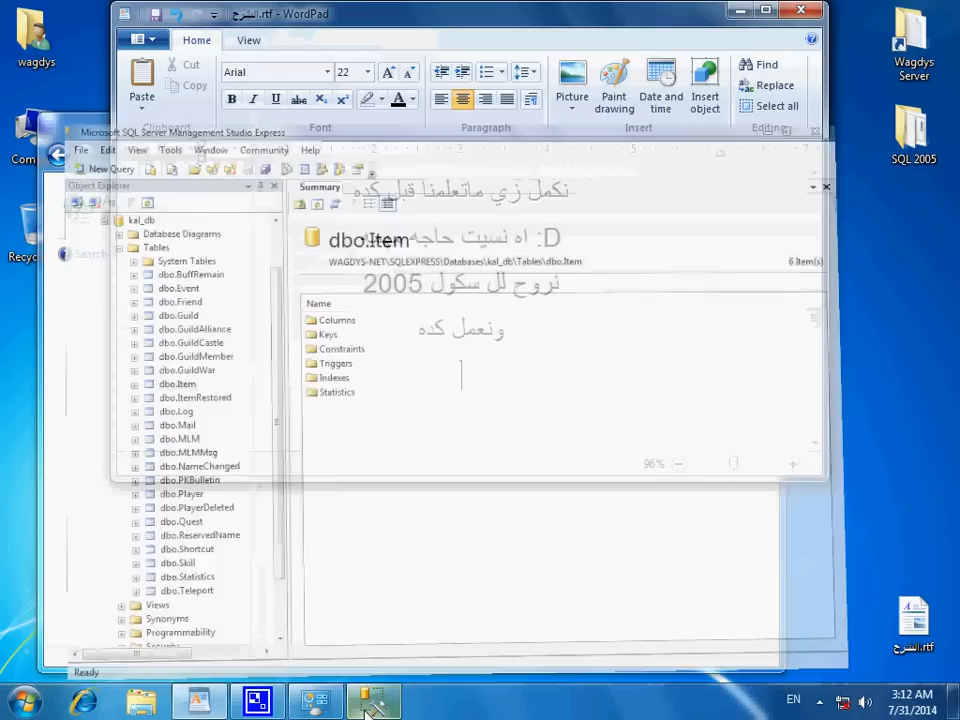 wagdys
الشرح.rtf - WordPad
Home View
Cut
Copy
Paste
Clipboard
Arial 22
Font
Paragraph
Picture
Paint drawing
Date and time
Insert object
Insert
Find
Replace
Select all
Editing
Wagdys Server
SQL 2005
Microsoft SQL Server Management Studio Express
File Edit View Tools Window Community Help
New Query
Object Explorer
Summary
نكمل زي ماتعلمنا قبل كده
D: اه نسيت حاجه
نروح لل سكول 2005
ونعمل كده
dbo.Item
WAGDYS-NET\SQLEXPRESS\Databases\kal_db\Tables\dbo.Item
6 Item(s)
Name
Columns
Keys
Constraints
Triggers
Indexes
Statistics
Search
kal_db
Database Diagrams
Tables
System Tables
dbo.BuffRemain
dbo.Event
dbo.Friend
dbo.Guild
dbo.GuildAlliance
dbo.GuildCastle
dbo.GuildMember
dbo.GuildWar
dbo.Item
dbo.ItemRestored
dbo.Log
dbo.Mail
dbo.MLM
dbo.MLMMsg
dbo.NameChanged
dbo.PKBulletin
dbo.Player
dbo.PlayerDeleted
dbo.Quest
dbo.ReservedName
dbo.Shortcut
dbo.Skill
dbo.Statistics
dbo.Teleport
Views
Synonyms
Programmability
Ready
96%
الشرح.rtf
EN
3:12 AM
7/31/2014